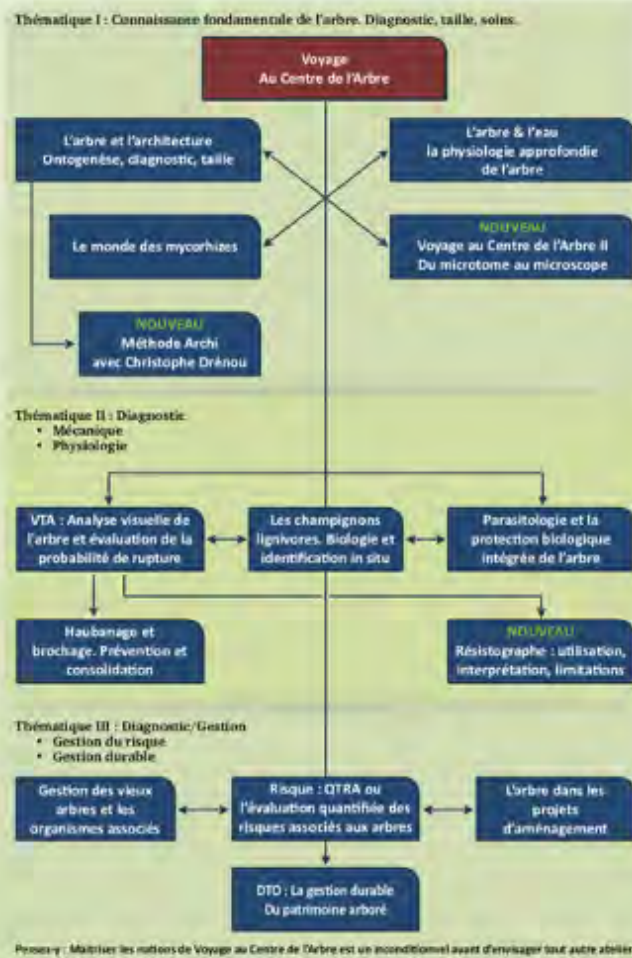 Thématique I : Connaissance fondamentale de l'arbre. Diagnostic, taille, soins.
Voyage
Au Centre de l'Arbre
L'arbre et l'architecture
Ontogenèse, diagnostic, taille
L'arbre & l'eau
la physiologie approfondie
de l'arbre
Le monde des mycorhizes
NOUVEAU
Voyage au Centre de l'Arbre II
Du microtome au microscope
NOUVEAU
Méthode Archi
avec Christophe Drénou
Thématique II : Diagnostic
• Mécanique
• Physiologie
VTA : Analyse visuelle de
l'arbre et évaluation de la
probabilité de rupture
Les champignons
lignivores. Biologie et
identification in situ
Parasitologie et la
protection biologique
intégrée de l'arbre
Haubanage et
brochage. Prévention et
consolidation
NOUVEAU
Résistographe : utilisation,
interprétation, limitations
Thématique III : Diagnostic/Gestion
• Gestion du risque
• Gestion durable
Gestion des vieux
arbres et les
organismes associés
Risque : QTRA ou
l'évaluation quantifiée des
risques associés aux arbres
L'arbre dans les
projets
d'aménagement
DTD : La gestion durable
Du patrimoine arboré
Pensez-y : Maitriser les notions de Voyage au Centre de l'Arbre est un inconditionnel avant d'envisager tout autre atelier